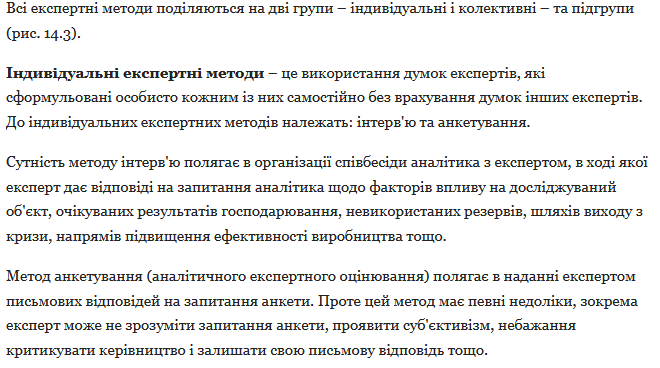 Всі експертні методи поділяються на дві групи – індивідуальні і колективні – та підгрупи
(рис. 14.3).
Індивідуальні експертні методи – це використання думок експертів, які
сформульовані особисто кожним із них самостійно без врахування думок інших експертів.
До індивідуальних експертних методів належать: інтерв'ю та анкетування.
Сутність методу інтерв'ю полягає в організації співбесіди аналітика з експертом, в ході якої
експерт дає відповіді на запитання аналітика щодо факторів впливу на досліджуваний
об'єкт, очікуваних результатів господарювання, невикористаних резервів, шляхів виходу з
кризи, напрямів підвищення ефективності виробництва тощо.
Метод анкетування (аналітичного експертного оцінювання) полягає в наданні експертом
письмових відповідей на запитання анкети. Проте цей метод має певні недоліки, зокрема
експерт може не зрозуміти запитання анкети, проявити суб'єктивізм, небажання
критикувати керівництво і залишати свою письмову відповідь тощо.